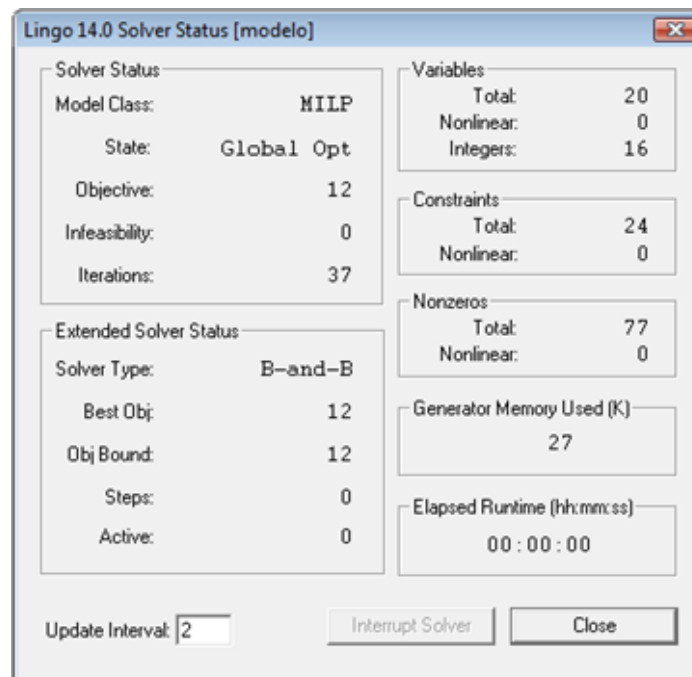 Lingo 14.0 Solver Status [modelo]
Solver Status
Model Class: MILP
State: Global Opt
Objective: 12
Infeasibility: 0
Iterations: 37
Extended Solver Status
Solver Type: B-and-B
Best Obj: 12
Obj Bound: 12
Steps: 0
Active: 0
Variables
Total: 20
Nonlinear: 0
Integers: 16
Constraints
Total: 24
Nonlinear: 0
Nonzeros
Total: 77
Nonlinear: 0
Generator Memory Used (K)
27
Elapsed Runtime (hh:mm:ss)
00:00:00
Update Interval: 2
Interrupt Solver
Close